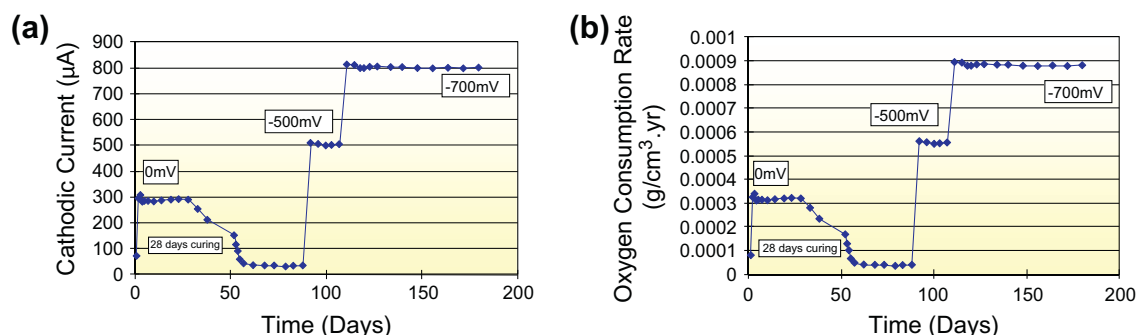 (a)
Cathodic Current (µA)
900
800
700
600
500
400
300
200
100
0
0mV
28 days curing
-500mV
-700mV
0
50
100
150
200
Time (Days)
(b)
Oxygen Consumption Rate
(g/cm³.yr)
0.001
0.0009
0.0008
0.0007
0.0006
0.0005
0.0004
0.0003
0.0002
0.0001
0
0mV
28 days curing
-500mV
-700mV
0
50
100
150
200
Time (Days)